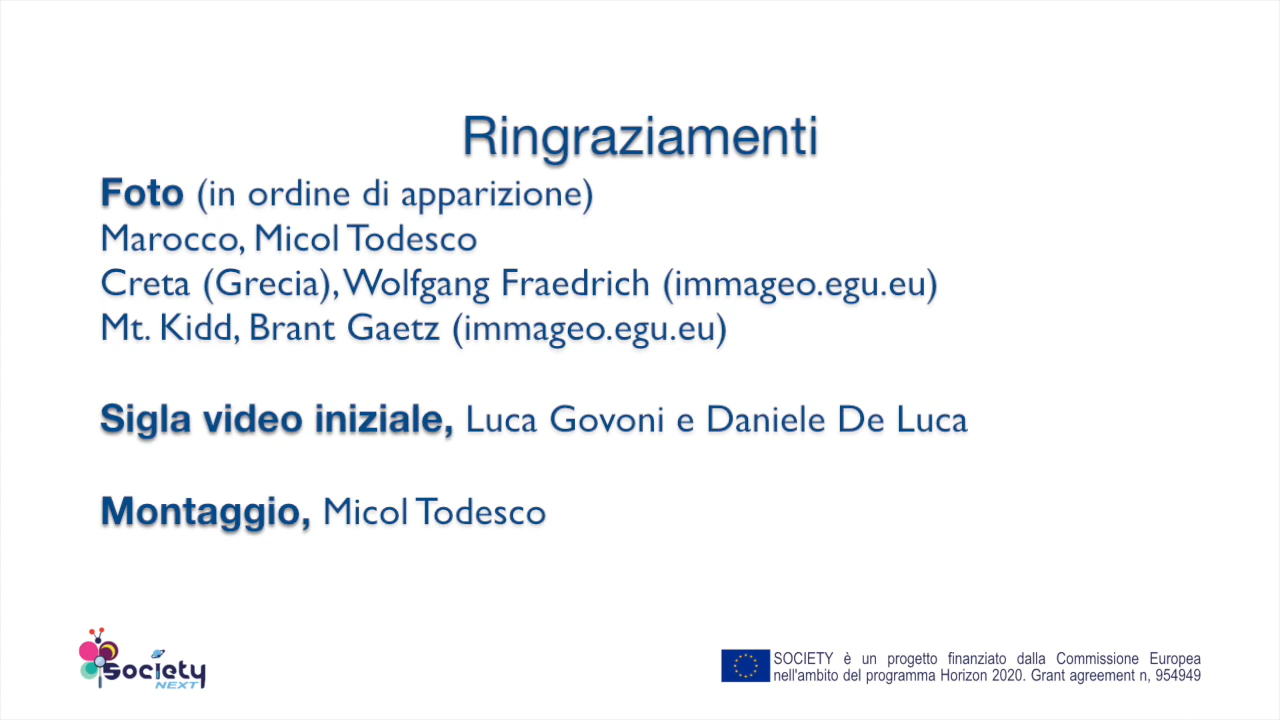 Ringraziamenti
Foto (in ordine di apparizione)
Marocco, Micol Todesco
Creta (Grecia), Wolfgang Fraedrich (immageo.egu.eu)
Mt. Kidd, Brant Gaetz (immageo.egu.eu)
Sigla video iniziale, Luca Govoni e Daniele De Luca
Montaggio, Micol Todesco
society
NEXT
SOCIETY è un progetto finanziato dalla Commissione Europea
nell'ambito del programma Horizon 2020. Grant agreement n, 954949